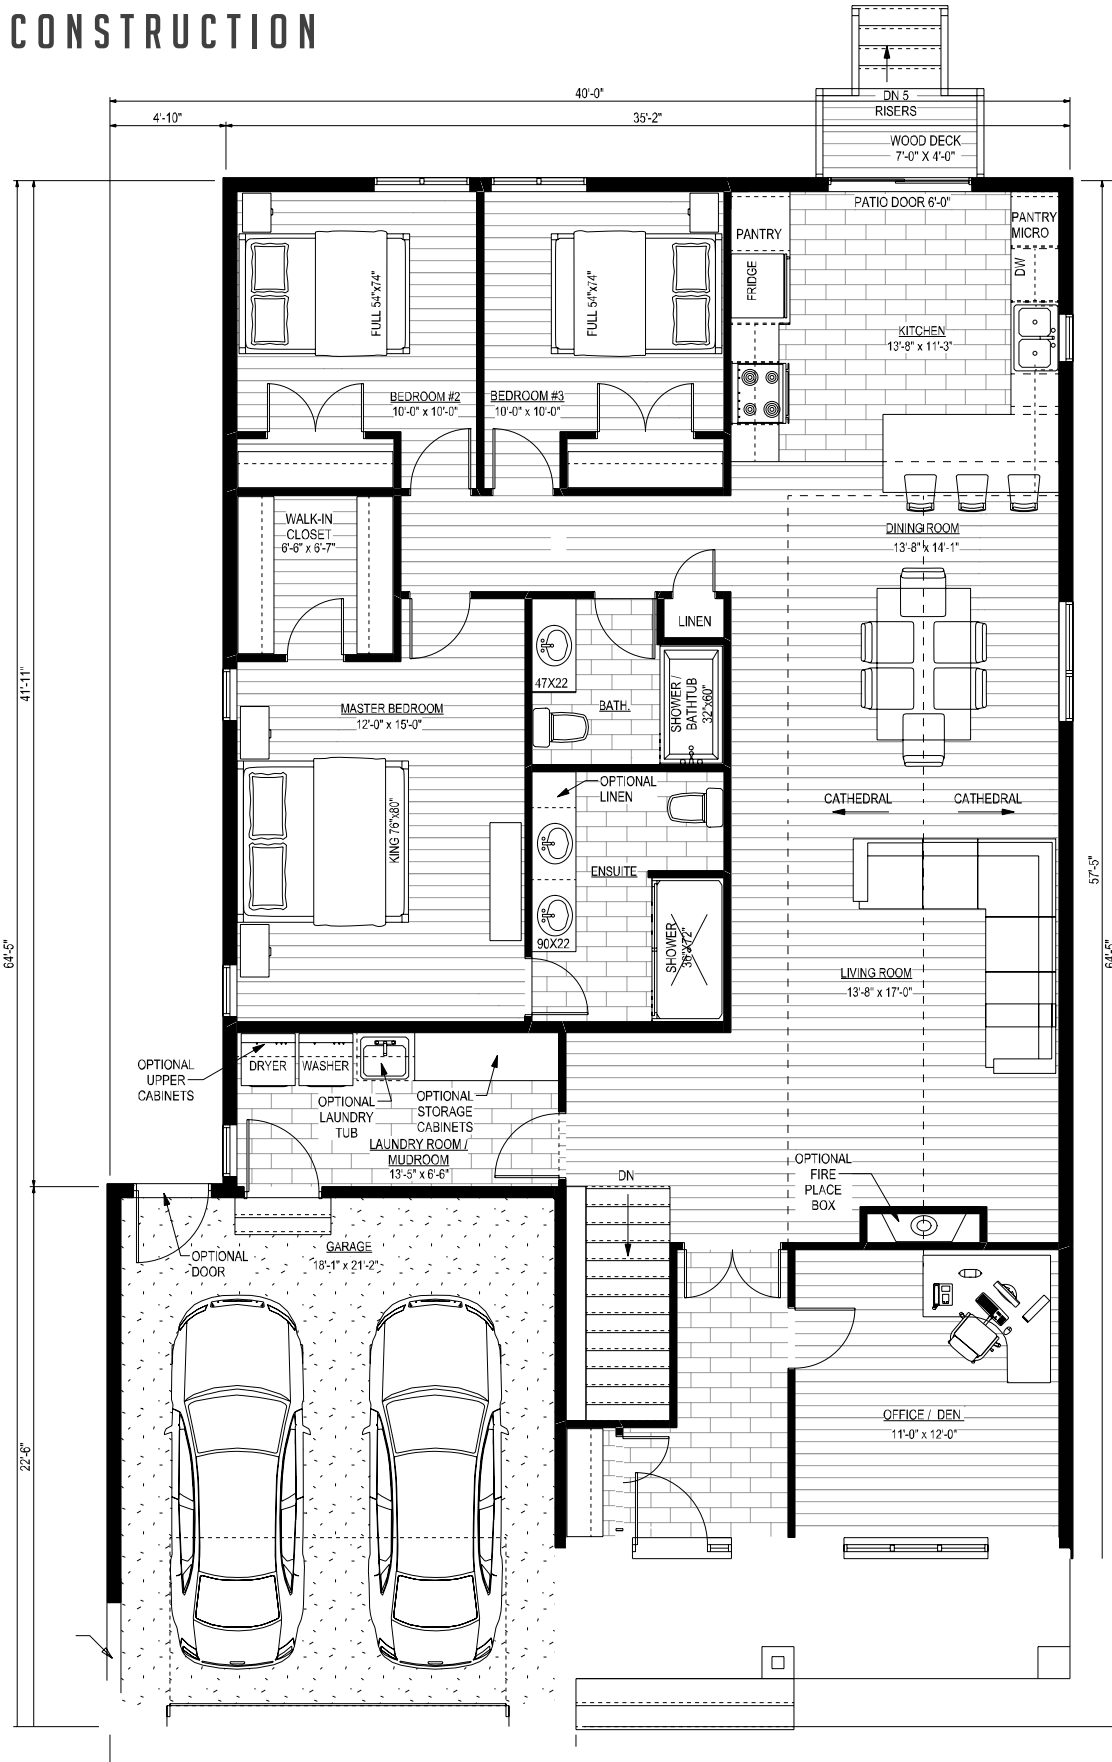 CONSTRUCTION
40'-0"
4'-10"
35'-2"
DN 5
RISERS
WOOD DECK
7'-0" X 4'-0"
PATIO DOOR 6'-0"
PANTRY
PANTRY
MICRO
FRIDGE
DW
KITCHEN
13'-8" x 11'-3"
FULL 54"x74"
FULL 54"x74"
BEDROOM #2
10'-0" x 10'-0"
BEDROOM #3
10'-0" x 10'-0"
WALK-IN
CLOSET
6'-6" x 6'-7"
DINING ROOM
13'-8" x 14'-1"
LINEN
47X22
BATH.
SHOWER /
BATHTUB
32"x60"
MASTER BEDROOM
12'-0" x 15'-0"
KING 76"x80"
OPTIONAL
LINEN
ENSUITE
90X22
SHOWER
36"X72"
CATHEDRAL
CATHEDRAL
LIVING ROOM
13'-8" x 17'-0"
41'-11"
64'-5"
57'-5"
64'-5"
22'-6"
OPTIONAL
UPPER
CABINETS
DRYER
WASHER
OPTIONAL
LAUNDRY
TUB
OPTIONAL
STORAGE
CABINETS
LAUNDRY ROOM /
MUDROOM
13'-5" x 6'-6"
DN
OPTIONAL
FIRE
PLACE
BOX
OPTIONAL
DOOR
GARAGE
18'-1" x 21'-2"
OFFICE / DEN
11'-0" x 12'-0"